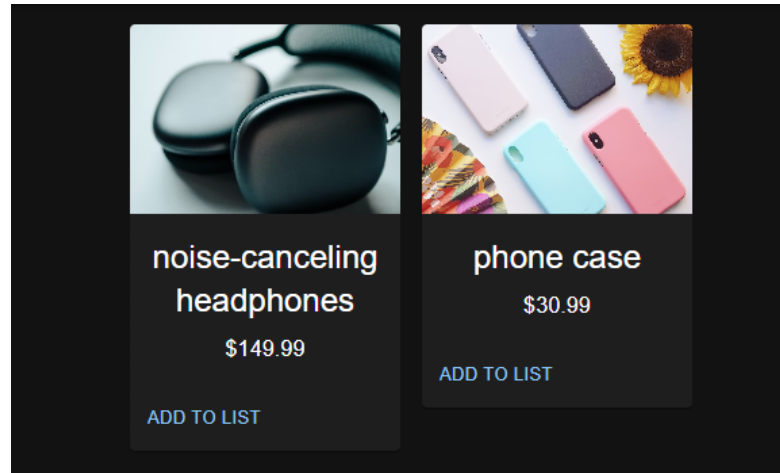 noise-canceling
headphones
$149.99
ADD TO LIST
phone case
$30.99
ADD TO LIST